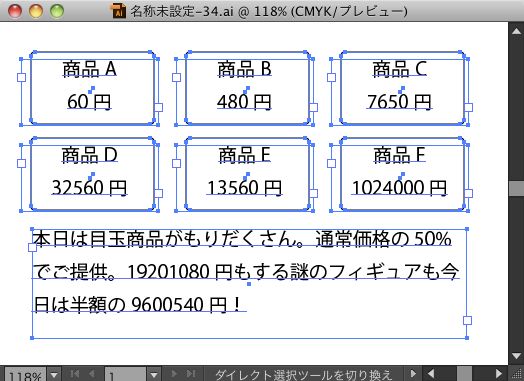 名称未設定-34.ai @ 118% (CMYK/プレビュー)
商品 A
60 円
商品 B
480 円
商品 C
7650 円
商品 D
32560 円
商品 E
13560 円
商品 F
1024000 円
本日は目玉商品がもりだくさん。通常価格の 50%
でご提供。19201080 円もする謎のフィギュアも今
日は半額の 9600540 円！
118%
1
ダイレクト選択ツールを切り換え